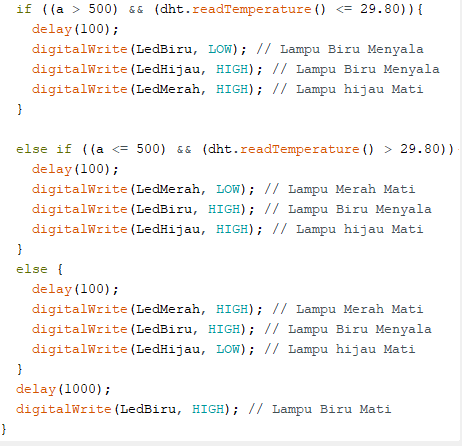 if ((a > 500) && (dht.readTemperature() <= 29.80)){
delay(100);
digitalWrite(LedBiru, LOW); // Lampu Biru Menyala
digitalWrite(LedHijau, HIGH); // Lampu Biru Menyala
digitalWrite(LedMerah, HIGH); // Lampu hijau Mati
}
else if ((a <= 500) && (dht.readTemperature() > 29.80))
delay(100);
digitalWrite(LedMerah, LOW); // Lampu Merah Mati
digitalWrite(LedBiru, HIGH); // Lampu Biru Menyala
digitalWrite(LedHijau, HIGH); // Lampu hijau Mati
}
else {
delay(100);
digitalWrite(LedMerah, HIGH); // Lampu Merah Mati
digitalWrite(LedBiru, HIGH); // Lampu Biru Menyala
digitalWrite(LedHijau, LOW); // Lampu hijau Mati
}
delay(1000);
digitalWrite(LedBiru, HIGH); // Lampu Biru Mati
}